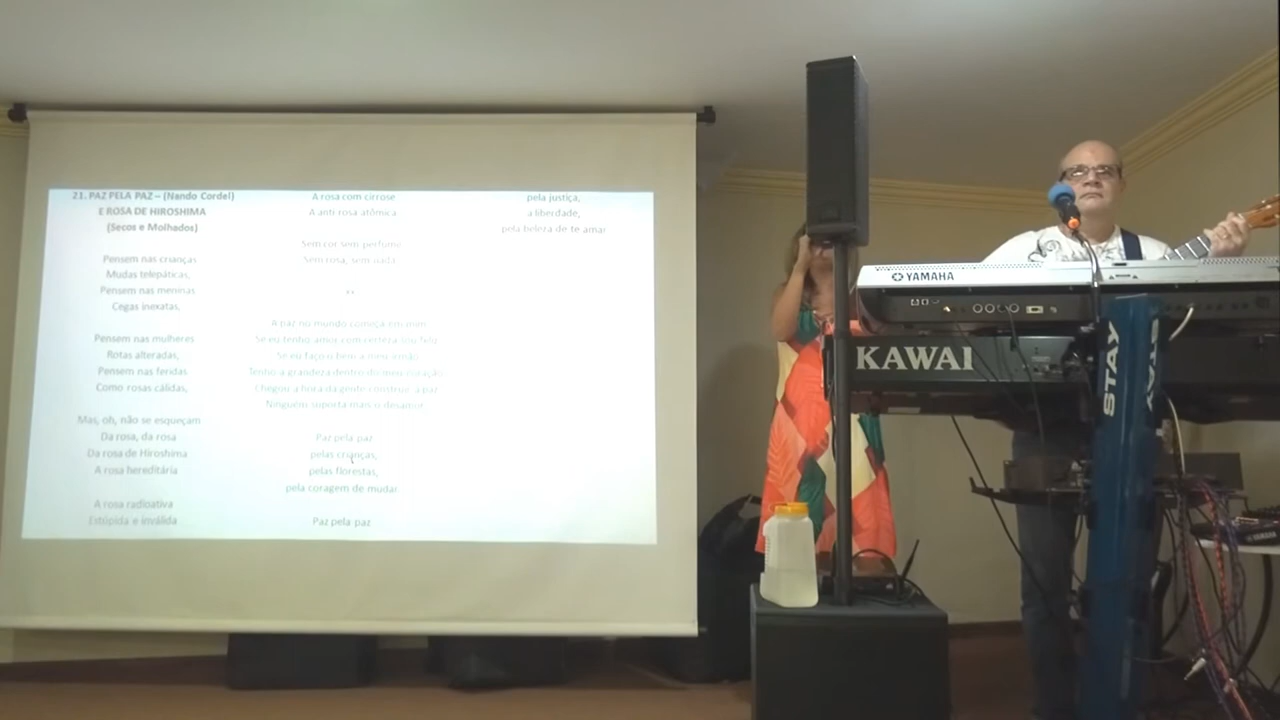 21. PAZ PELA PAZ – (Nando Cordel)
E ROSA DE HIROSHIMA
(Secos e Molhados)
Pensem nas crianças
Mudas telepáticas,
Pensem nas meninas
Cegas inexatas,
Pensem nas mulheres
Rotas alteradas,
Pensem nas feridas
Como rosas cálidas,
Mas, oh, não se esqueçam
Da rosa, da rosa
Da rosa de Hiroshima
A rosa hereditária
A rosa radioativa
Estúpida e inválida
A rosa com cirrose
A anti rosa atômica
Sem cor sem perfume
Sem rosa, sem nada
**
A paz no mundo começa em mim
Se eu tenho amor com certeza sou feliz
Se eu faço o bem a meu irmão
Tenho a grandeza dentro do meu coração
Chegou a hora da gente construir a paz
Ninguém suporta mais o desamor
Paz pela paz
pelas crianças,
pelas florestas,
pela coragem de mudar
Paz pela paz
pela justiça,
a liberdade,
pela beleza de te amar
YAMAHA
KAWAI
STAY
STAY
YAMAHA